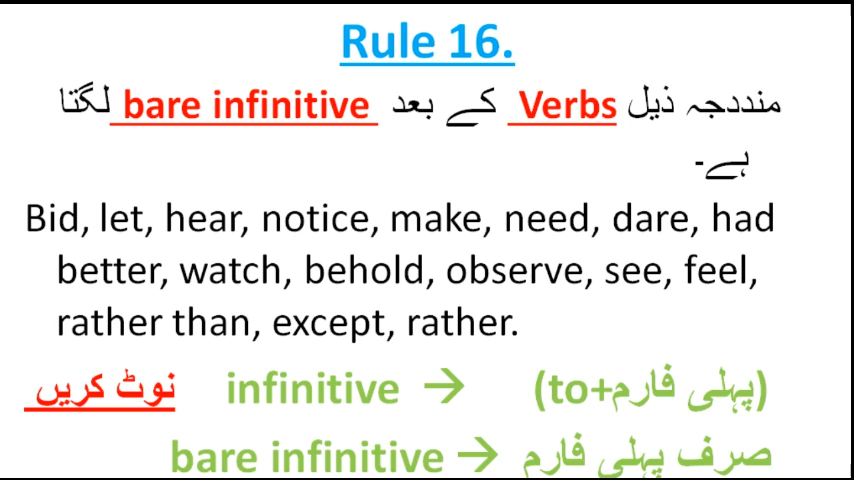 Rule 16.
منددجہ ذیل Verbs کے بعد bare infinitive لگتا
ہے۔
Bid, let, hear, notice, make, need, dare, had
better, watch, behold, observe, see, feel,
rather than, except, rather.
نوٹ کریں infinitive → (to+پہلی فارم)
bare infinitive → صرف پہلی فارم